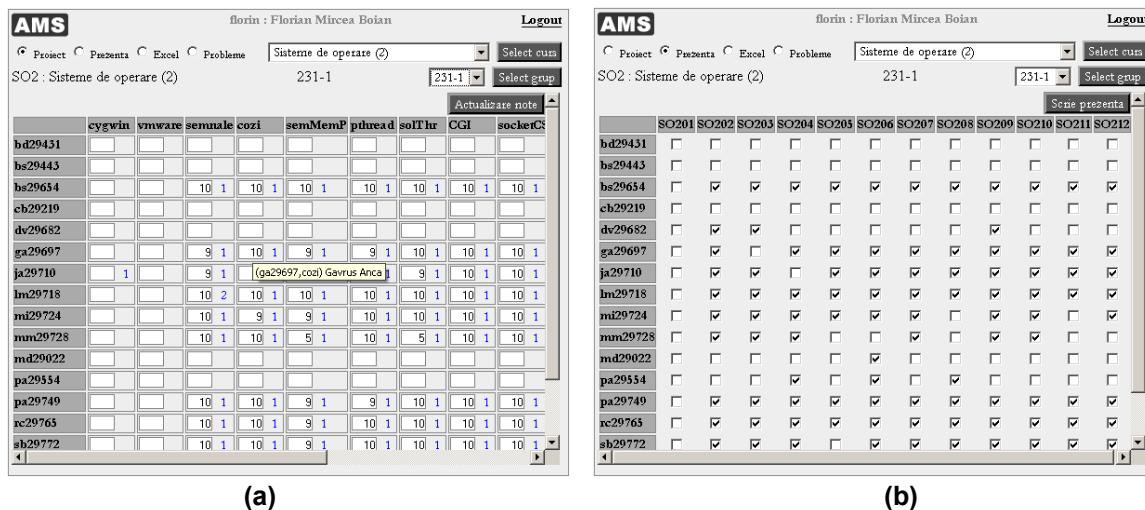 AMS florin : Florian Mircea Boian Logout
Proiect Prezenta Excel Probleme Sisteme de operare (2) Select curs
SO2 : Sisteme de operare (2) 231-1 231-1 Select grup
Actualizare note
cygwin vmware semnale cozi semMemP pthread solThr CGI socketCS
bd29431
bs29443
bs29654 10 1 10 1 10 1 10 1 10 1 10 1 10 1
cb29219
dv29682
ga29697 9 1 10 1 9 1 9 1 10 1 10 1 10 1
ja29710 1 9 1 (ga29697,cozi) Gavrus Anca 1 9 1 10 1 10 1
lm29718 10 2 10 1 10 1 10 1 10 1 10 1 10 1
mi29724 10 1 9 1 9 1 10 1 10 1 10 1 10 1
mm29728 10 1 10 1 5 1 10 1 5 1 10 1 10 1
md29022
pa29554
pa29749 10 1 10 1 9 1 9 1 10 1 10 1 10 1
rc29765 10 1 10 1 9 1 10 1 10 1 10 1 10 1
sb29772 10 1 10 1 9 1 10 1 10 1 10 1 10 1
(a)
AMS florin : Florian Mircea Boian Logout
Proiect Prezenta Excel Probleme Sisteme de operare (2) Select curs
SO2 : Sisteme de operare (2) 231-1 231-1 Select grup
Scrie prezenta
SO201 SO202 SO203 SO204 SO205 SO206 SO207 SO208 SO209 SO210 SO211 SO212
bd29431
bs29443
bs29654
cb29219
dv29682
ga29697
ja29710
lm29718
mi29724
mm29728
md29022
pa29554
pa29749
rc29765
sb29772
(b)